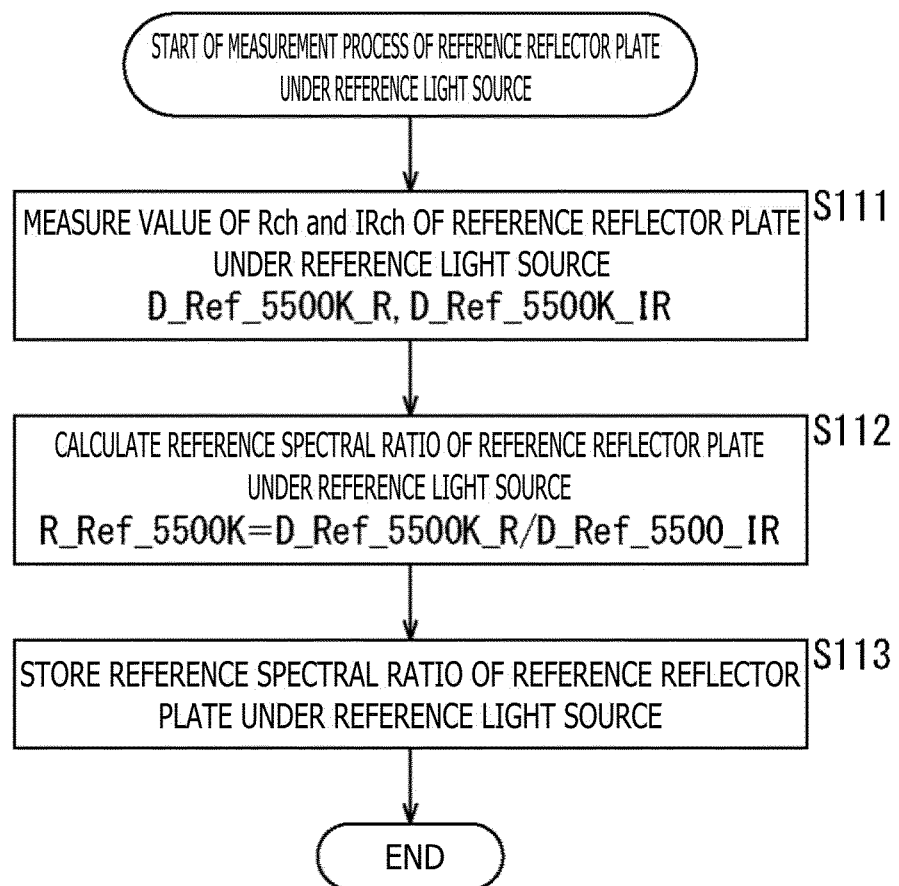 START OF MEASUREMENT PROCESS OF REFERENCE REFLECTOR PLATE
UNDER REFERENCE LIGHT SOURCE
S111
MEASURE VALUE OF Rch and IRch OF REFERENCE REFLECTOR PLATE
UNDER REFERENCE LIGHT SOURCE
D_Ref_5500K_R, D_Ref_5500K_IR
S112
CALCULATE REFERENCE SPECTRAL RATIO OF REFERENCE REFLECTOR PLATE
UNDER REFERENCE LIGHT SOURCE
R_Ref_5500K=D_Ref_5500K_R/D_Ref_5500_IR
S113
STORE REFERENCE SPECTRAL RATIO OF REFERENCE REFLECTOR
PLATE UNDER REFERENCE LIGHT SOURCE
END